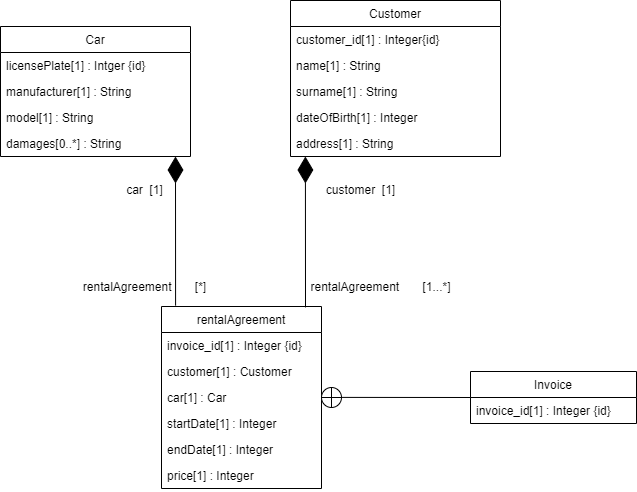 Car
licensePlate[1] : Intger {id}
manufacturer[1] : String
model[1] : String
damages[0..*] : String
Customer
customer_id[1] : Integer{id}
name[1] : String
surname[1] : String
dateOfBirth[1] : Integer
address[1] : String
car [1]
customer [1]
rentalAgreement [*]
rentalAgreement [1...*]
rentalAgreement
invoice_id[1] : Integer {id}
customer[1] : Customer
car[1] : Car
startDate[1] : Integer
endDate[1] : Integer
price[1] : Integer
Invoice
invoice_id[1] : Integer {id}